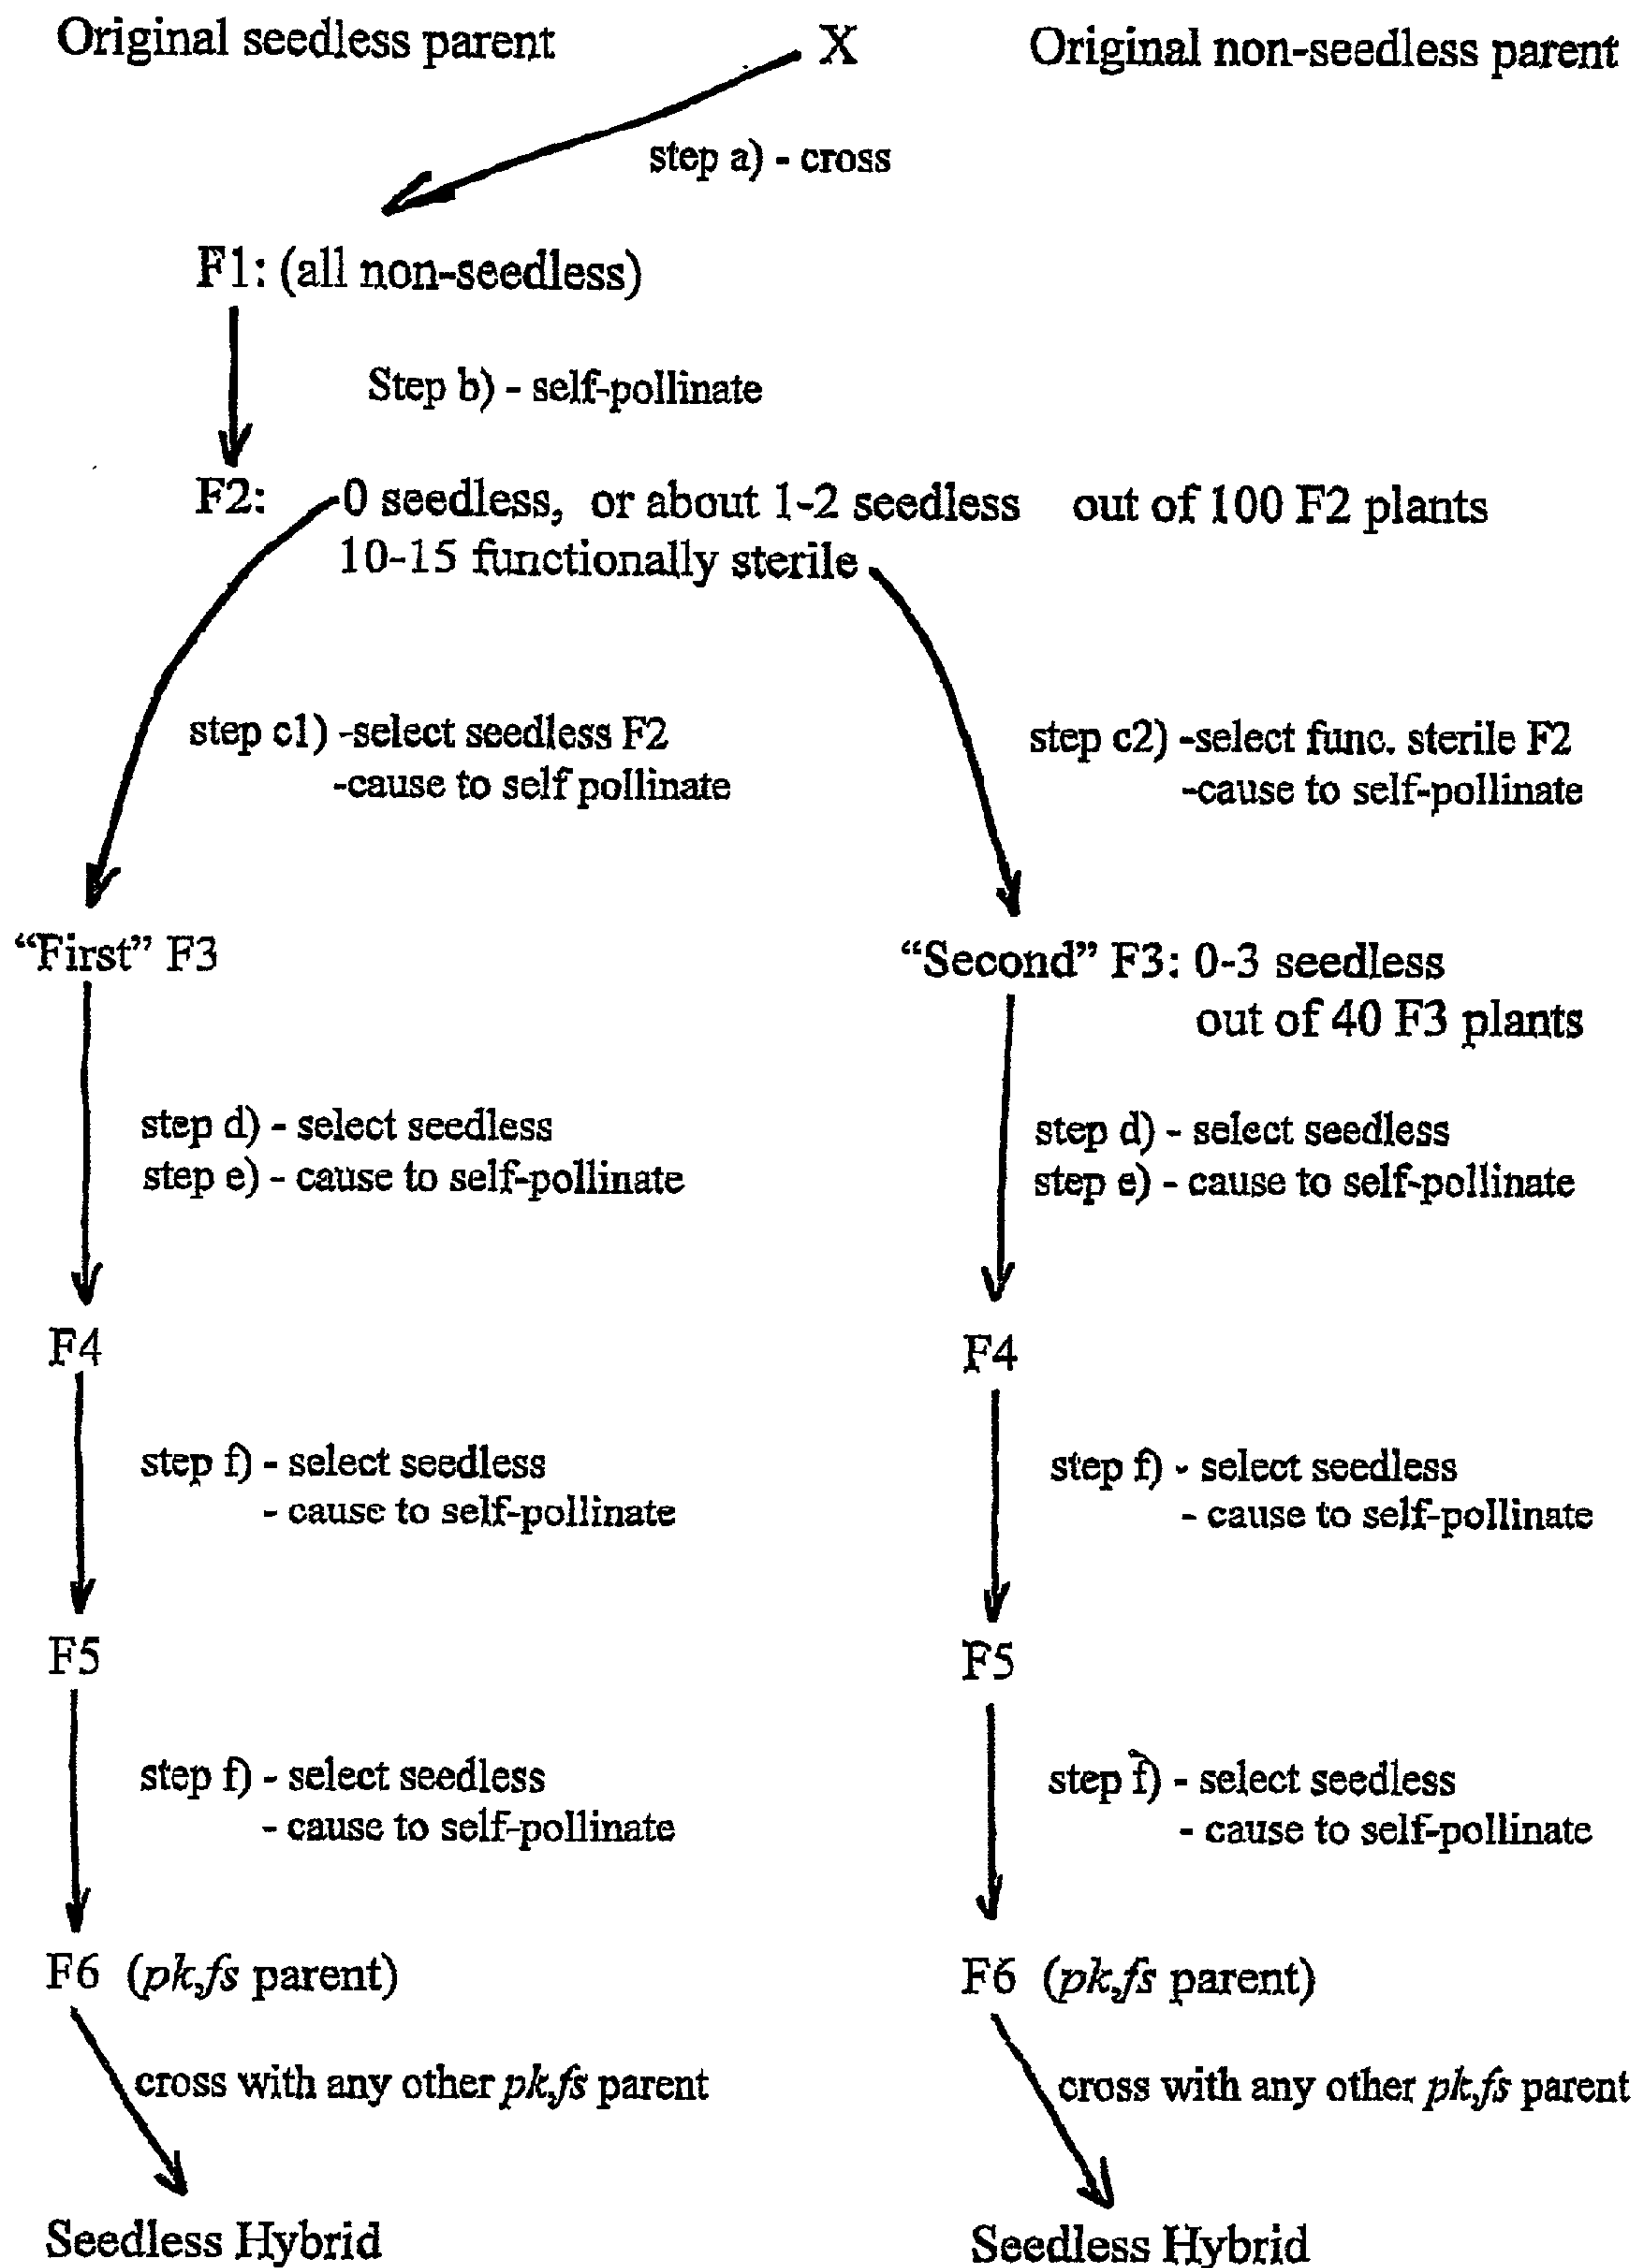 Original seedless parent X Original non-seedless parent
step a) - cross
F1: (all non-seedless)
Step b) - self-pollinate
F2: 0 seedless, or about 1-2 seedless out of 100 F2 plants
10-15 functionally sterile
step c1) -select seedless F2
-cause to self pollinate
step c2) -select func. sterile F2
-cause to self-pollinate
“First” F3
“Second” F3: 0-3 seedless
out of 40 F3 plants
step d) - select seedless
step e) - cause to self-pollinate
step d) - select seedless
step e) - cause to self-pollinate
F4
F4
step f) - select seedless
- cause to self-pollinate
step f) - select seedless
- cause to self-pollinate
F5
F5
step f) - select seedless
- cause to self-pollinate
step f) - select seedless
- cause to self-pollinate
F6 (pk,fs parent)
F6 (pk,fs parent)
cross with any other pk,fs parent
cross with any other pk,fs parent
Seedless Hybrid
Seedless Hybrid